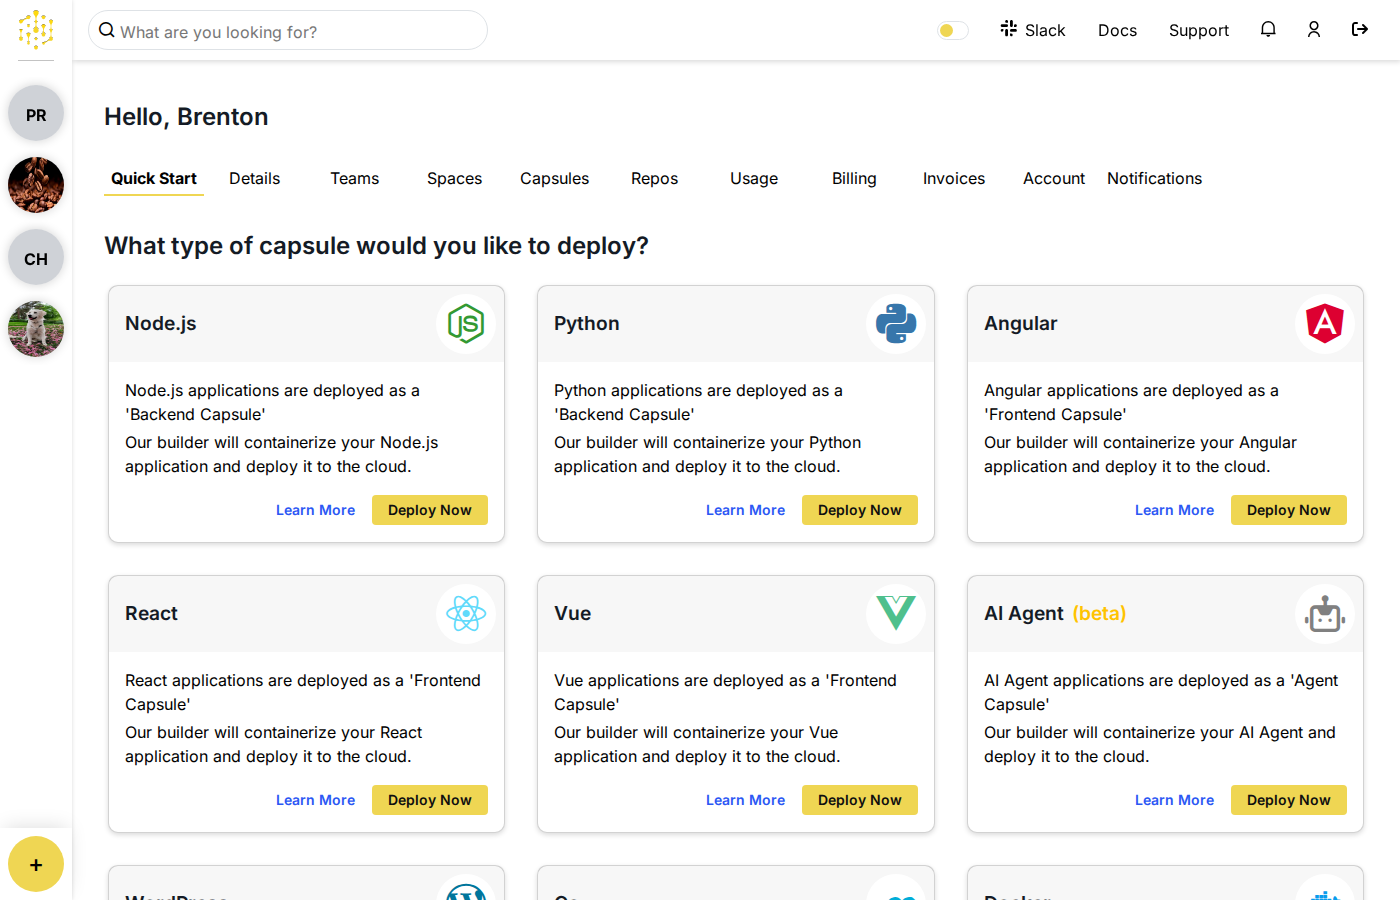 What are you looking for?
Slack
Docs
Support
PR
CH
+
Hello, Brenton
Quick Start
Details
Teams
Spaces
Capsules
Repos
Usage
Billing
Invoices
Account
Notifications
What type of capsule would you like to deploy?
Node.js
JS
Node.js applications are deployed as a
'Backend Capsule'
Our builder will containerize your Node.js
application and deploy it to the cloud.
Learn More
Deploy Now
Python
Python applications are deployed as a
'Backend Capsule'
Our builder will containerize your Python
application and deploy it to the cloud.
Learn More
Deploy Now
Angular
A
Angular applications are deployed as a
'Frontend Capsule'
Our builder will containerize your Angular
application and deploy it to the cloud.
Learn More
Deploy Now
React
React applications are deployed as a 'Frontend
Capsule'
Our builder will containerize your React
application and deploy it to the cloud.
Learn More
Deploy Now
Vue
Vue applications are deployed as a 'Frontend
Capsule'
Our builder will containerize your Vue
application and deploy it to the cloud.
Learn More
Deploy Now
AI Agent (beta)
AI Agent applications are deployed as a 'Agent
Capsule'
Our builder will containerize your AI Agent and
deploy it to the cloud.
Learn More
Deploy Now
WordPress
Go
Docker